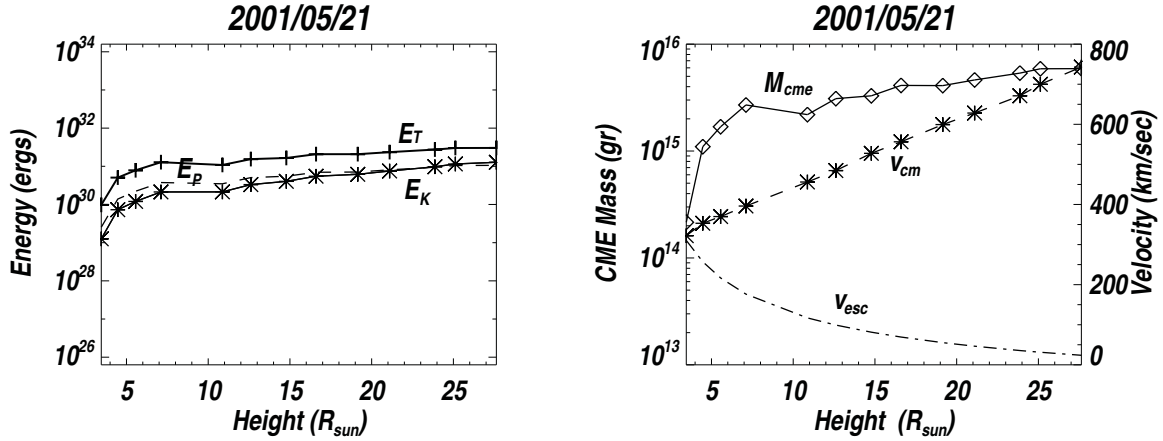 2001/05/21
10^34
10^32
10^30
10^28
10^26
Energy (ergs)
E_T
E_P
E_K
5 10 15 20 25
Height (R_sun)
2001/05/21
10^16
10^15
10^14
10^13
CME Mass (gr)
M_cme
v_cm
v_esc
800
600
400
200
0
Velocity (km/sec)
5 10 15 20 25
Height (R_sun)